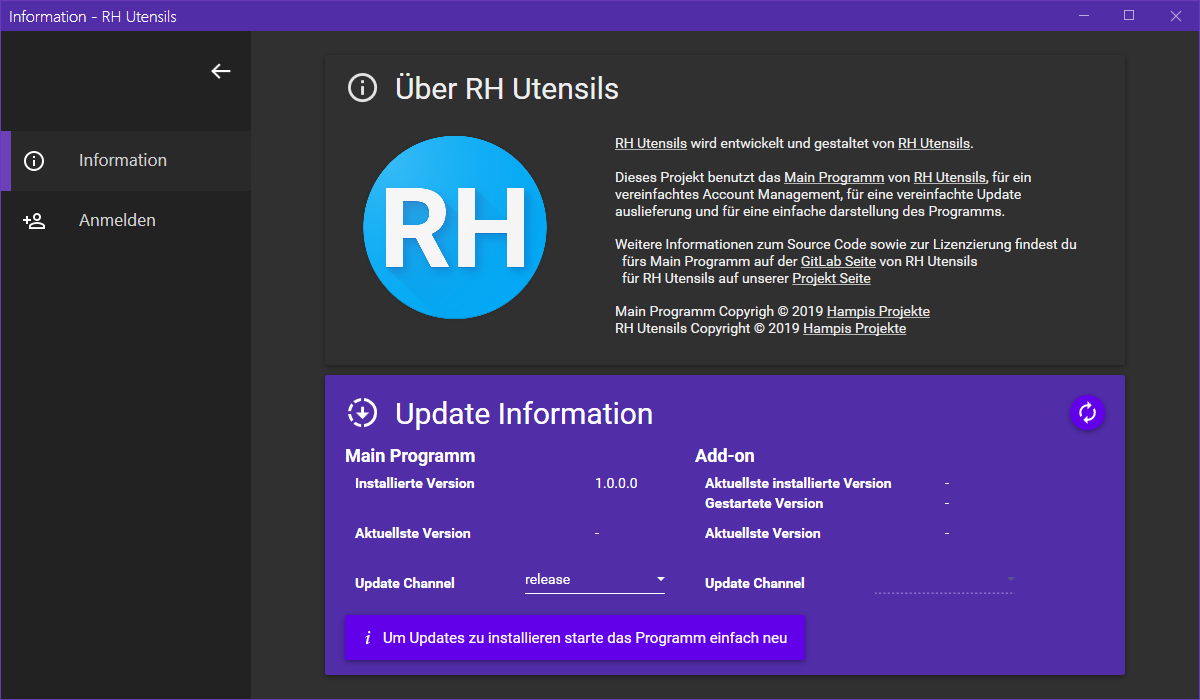 Information - RH Utensils
Information
Anmelden
Über RH Utensils
RH
RH Utensils wird entwickelt und gestaltet von RH Utensils.
Dieses Projekt benutzt das Main Programm von RH Utensils, für ein
vereinfachtes Account Management, für eine vereinfachte Update
auslieferung und für eine einfache darstellung des Programms.
Weitere Informationen zum Source Code sowie zur Lizenzierung findest du
fürs Main Programm auf der GitLab Seite von RH Utensils
für RH Utensils auf unserer Projekt Seite
Main Programm Copyrigh © 2019 Hampis Projekte
RH Utensils Copyright © 2019 Hampis Projekte
Update Information
Main Programm
Installierte Version 1.0.0.0
Aktuellste Version -
Update Channel release
Add-on
Aktuellste installierte Version -
Gestartete Version -
Aktuellste Version -
Update Channel
i Um Updates zu installieren starte das Programm einfach neu